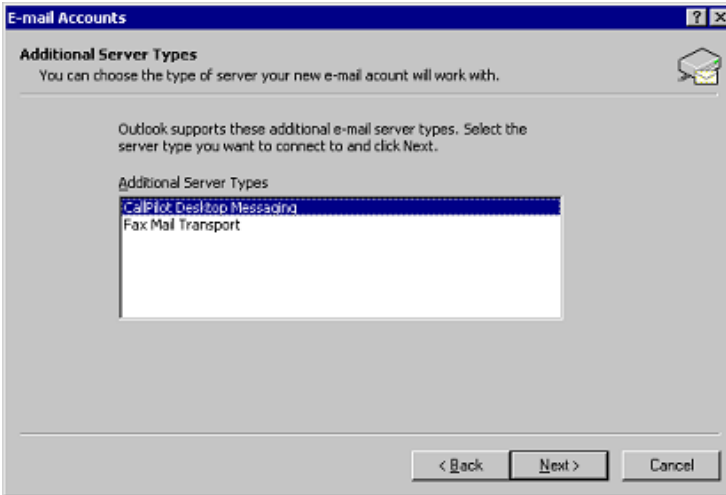 E-mail Accounts
Additional Server Types
You can choose the type of server your new e-mail acount will work with.
Outlook supports these additional e-mail server types. Select the
server type you want to connect to and click Next.
Additional Server Types
CallPilot Desktop Messaging
Fax Mail Transport
< Back Next > Cancel